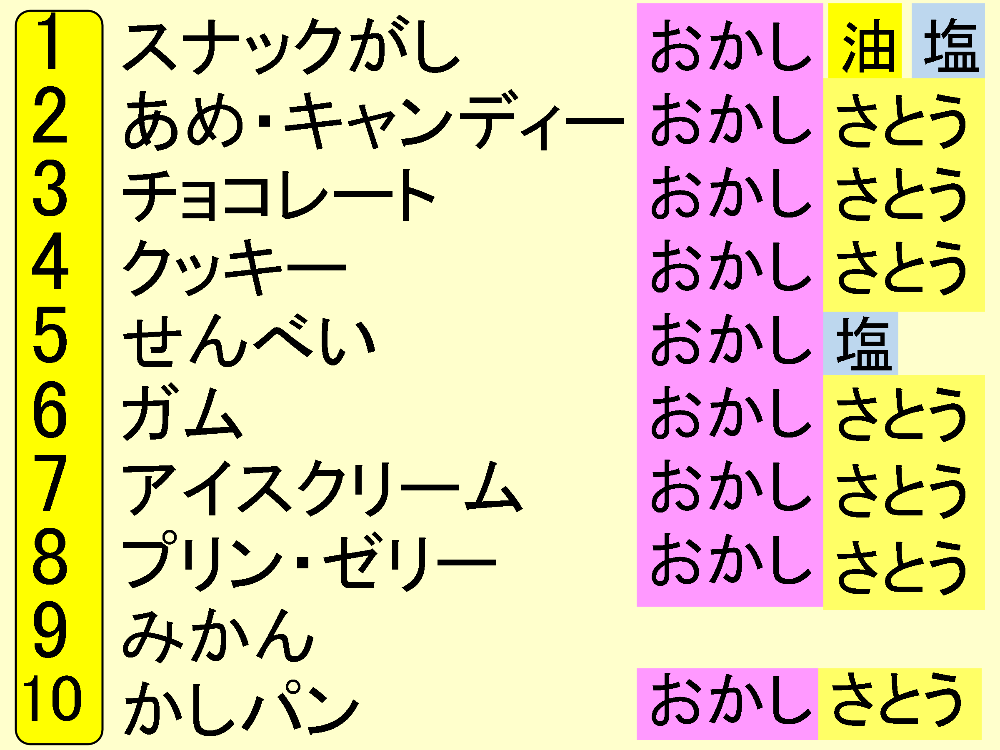 1 スナックがし おかし 油 塩
2 あめ・キャンディー おかし さとう
3 チョコレート おかし さとう
4 クッキー おかし さとう
5 せんべい おかし 塩
6 ガム おかし さとう
7 アイスクリーム おかし さとう
8 プリン・ゼリー おかし さとう
9 みかん
10 かしパン おかし さとう